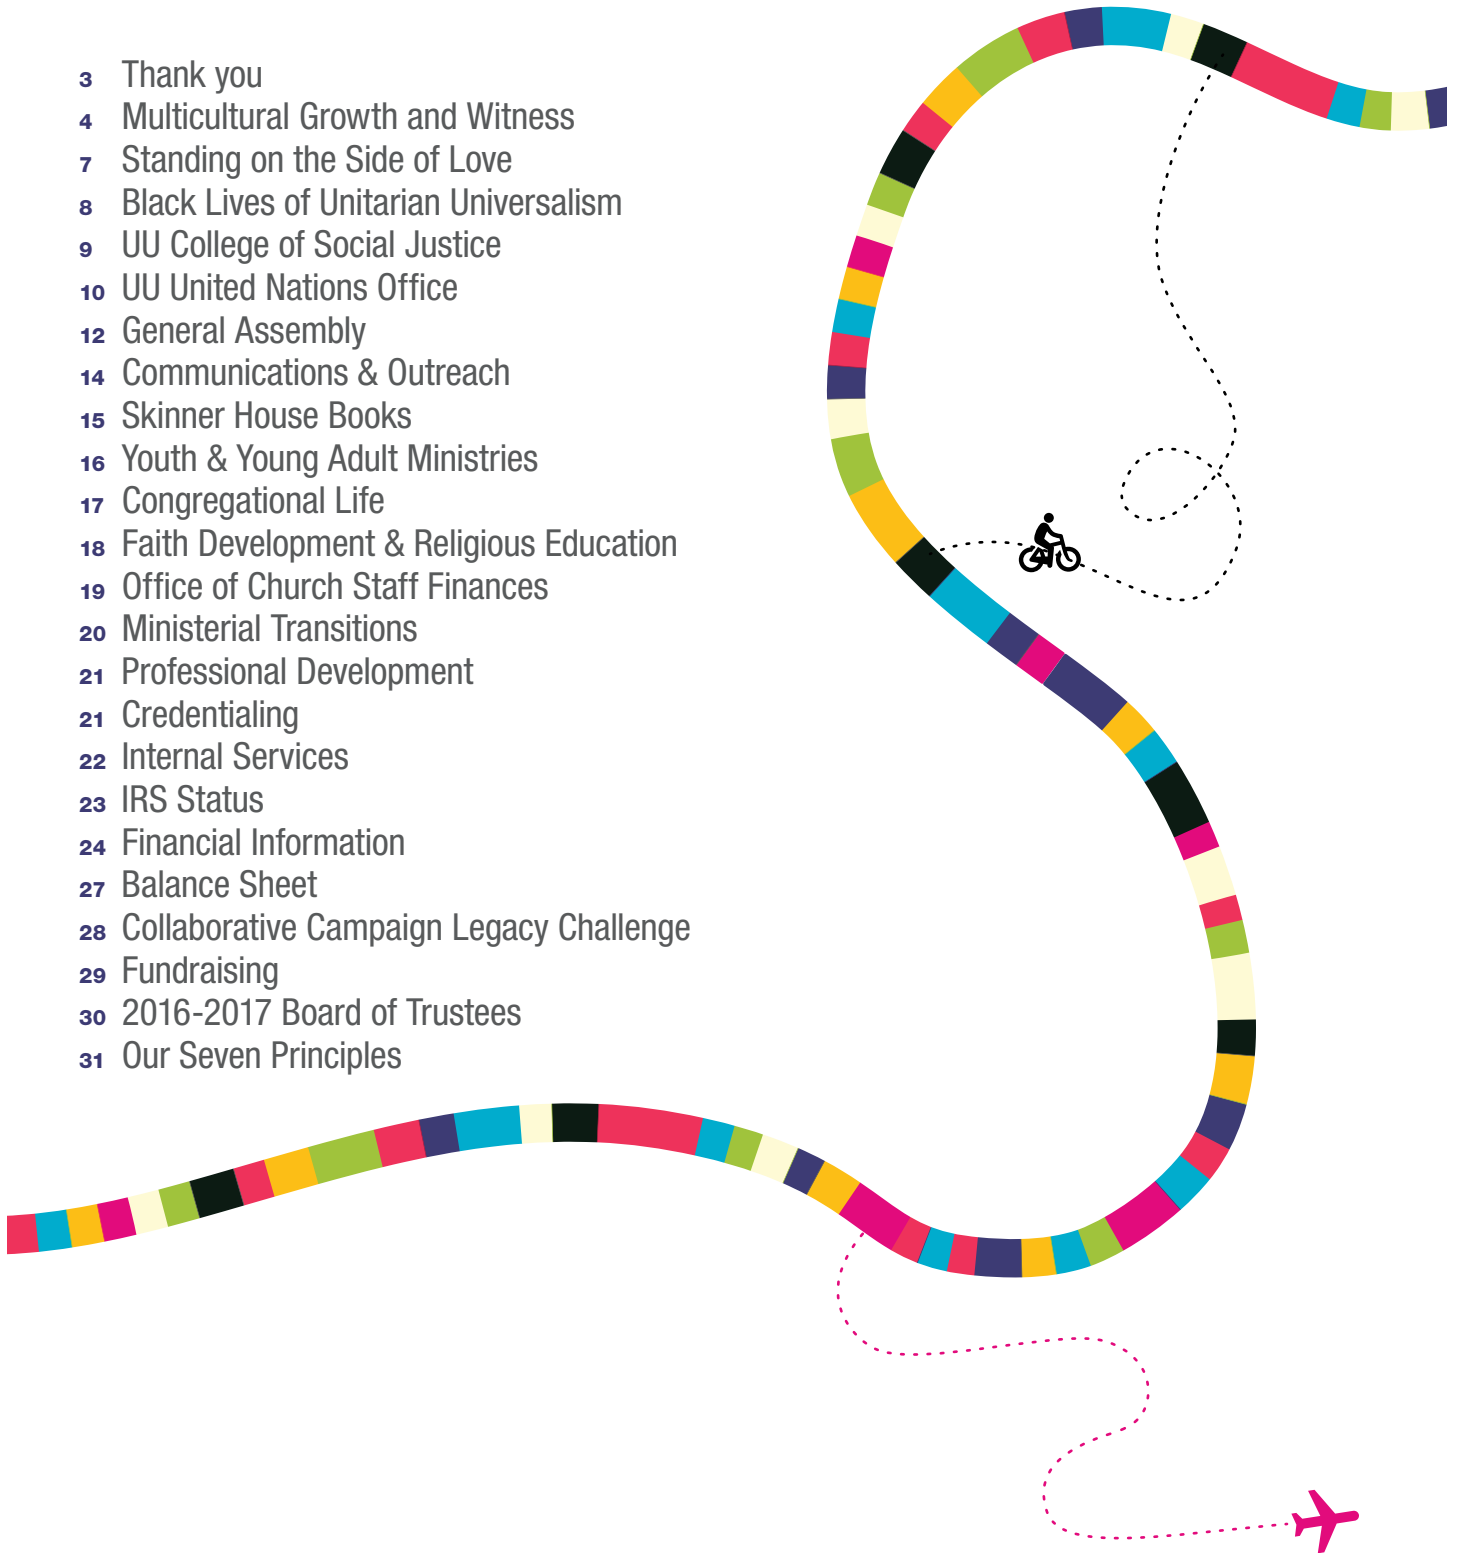 3 Thank you
4 Multicultural Growth and Witness
7 Standing on the Side of Love
8 Black Lives of Unitarian Universalism
9 UU College of Social Justice
10 UU United Nations Office
12 General Assembly
14 Communications & Outreach
15 Skinner House Books
16 Youth & Young Adult Ministries
17 Congregational Life
18 Faith Development & Religious Education
19 Office of Church Staff Finances
20 Ministerial Transitions
21 Professional Development
21 Credentialing
22 Internal Services
23 IRS Status
24 Financial Information
27 Balance Sheet
28 Collaborative Campaign Legacy Challenge
29 Fundraising
30 2016-2017 Board of Trustees
31 Our Seven Principles